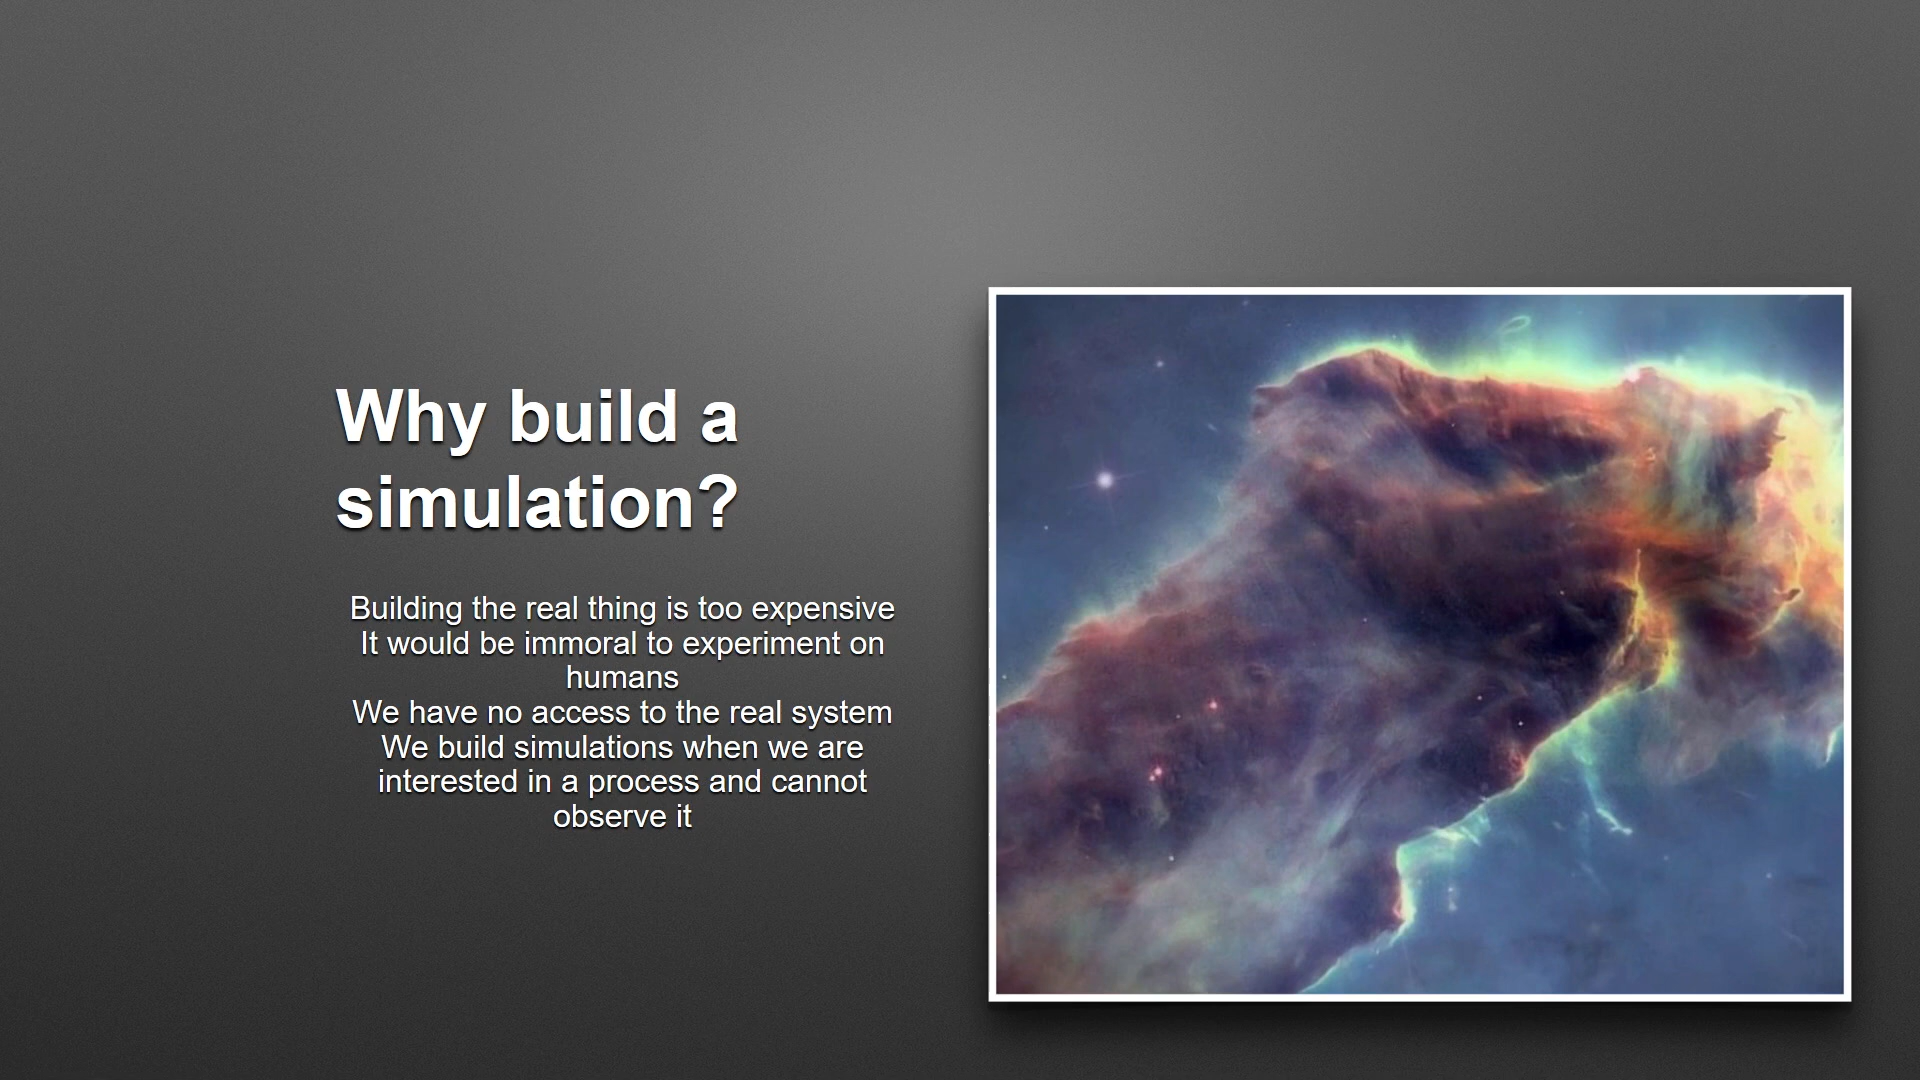 Why build a
simulation?
Building the real thing is too expensive
It would be immoral to experiment on
humans
We have no access to the real system
We build simulations when we are
interested in a process and cannot
observe it